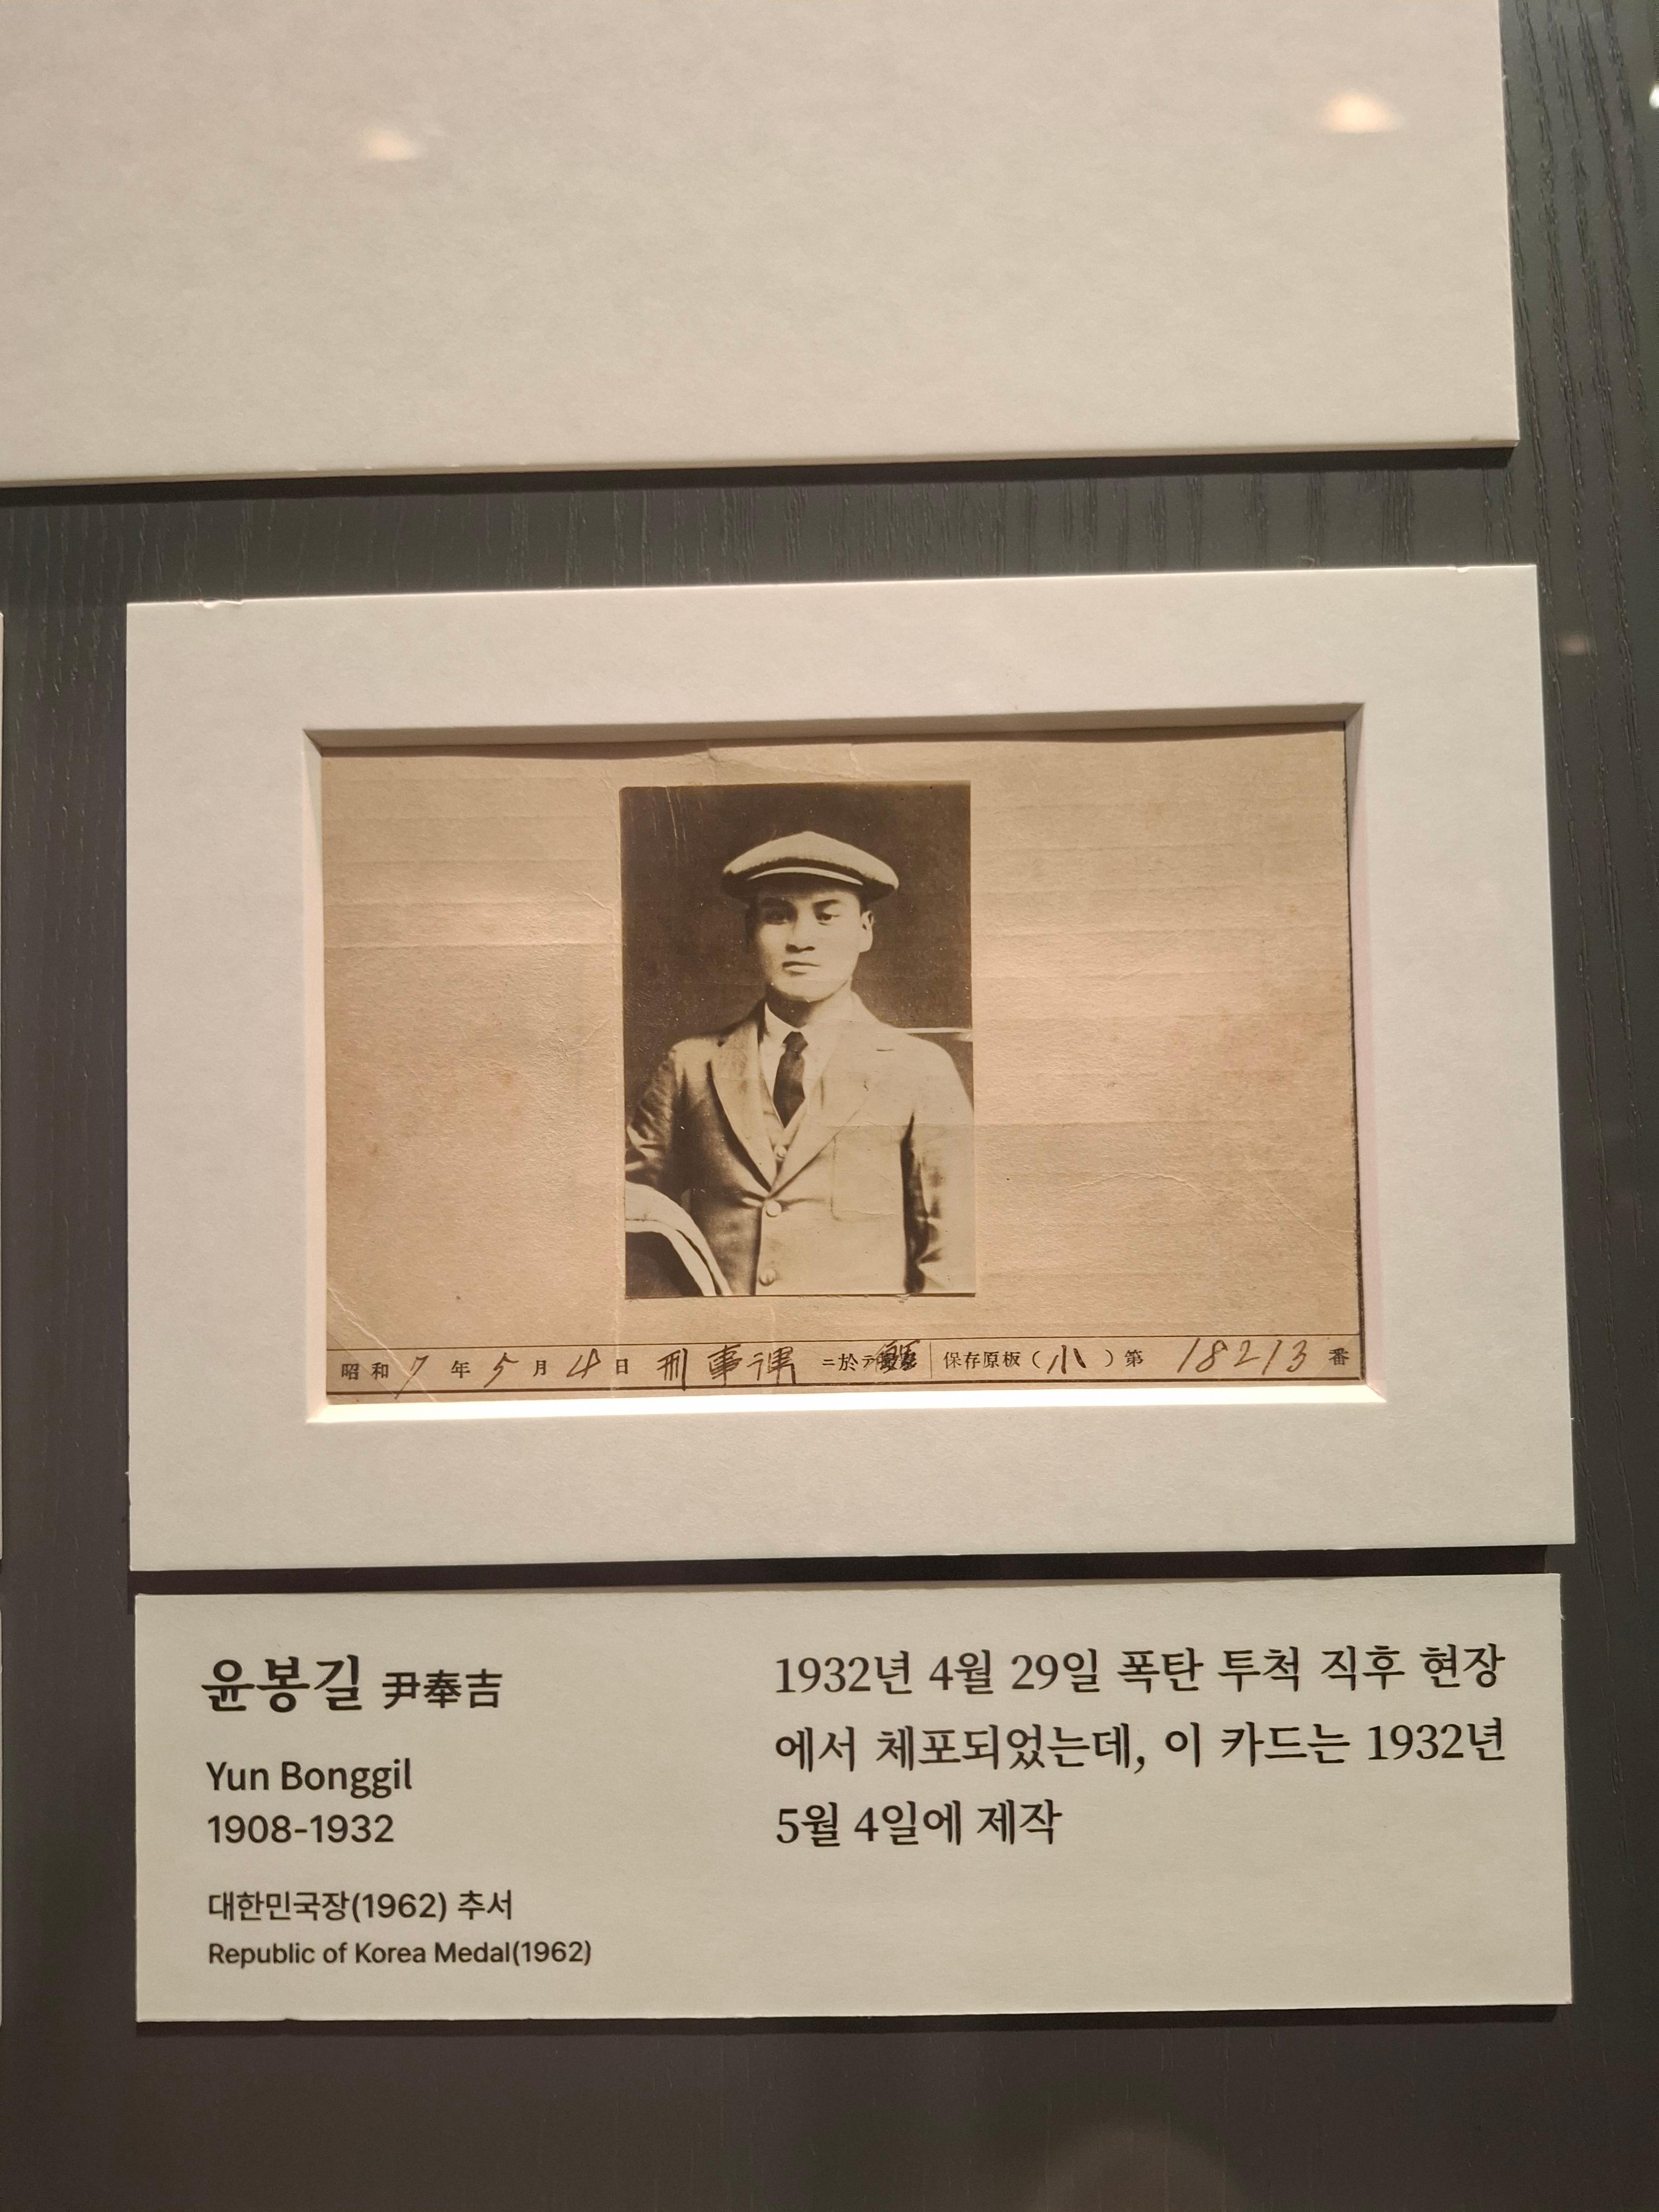 昭和7年5月4日 刑事課 ニ於テ 保存原板(小)第 18213 番
윤봉길 尹奉吉
Yun Bonggil
1908-1932
대한민국장(1962) 추서
Republic of Korea Medal(1962)
1932년 4월 29일 폭탄 투척 직후 현장
에서 체포되었는데, 이 카드는 1932년
5월 4일에 제작